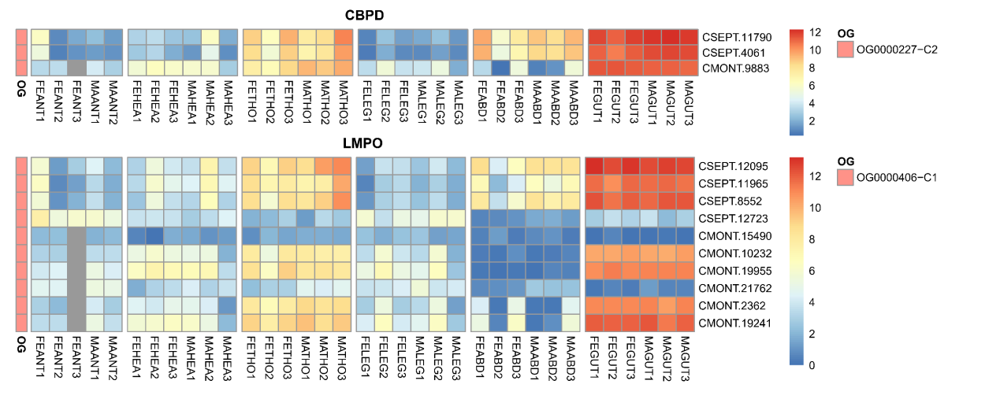 CBPD
CSEPT.11790
CSEPT.4061
CMONT.9883
OG
FEANT1
FEANT2
FEANT3
MAANT1
MAANT2
FEHEA1
FEHEA2
FEHEA3
MAHEA1
MAHEA2
MAHEA3
FETHO1
FETHO2
FETHO3
MATHO1
MATHO2
MATHO3
FELEG1
FELEG2
FELEG3
MALEG1
MALEG2
MALEG3
FEABD1
FEABD2
FEABD3
MAABD1
MAABD2
MAABD3
FEGUT1
FEGUT2
FEGUT3
MAGUT1
MAGUT2
MAGUT3
12
10
8
6
4
2
OG
OG0000227−C2
LMPO
CSEPT.12095
CSEPT.11965
CSEPT.8552
CSEPT.12723
CMONT.15490
CMONT.10232
CMONT.19955
CMONT.21762
CMONT.2362
CMONT.19241
OG
FEANT1
FEANT2
FEANT3
MAANT1
MAANT2
FEHEA1
FEHEA2
FEHEA3
MAHEA1
MAHEA2
MAHEA3
FETHO1
FETHO2
FETHO3
MATHO1
MATHO2
MATHO3
FELEG1
FELEG2
FELEG3
MALEG1
MALEG2
MALEG3
FEABD1
FEABD2
FEABD3
MAABD1
MAABD2
MAABD3
FEGUT1
FEGUT2
FEGUT3
MAGUT1
MAGUT2
MAGUT3
12
10
8
6
4
2
0
OG
OG0000406−C1